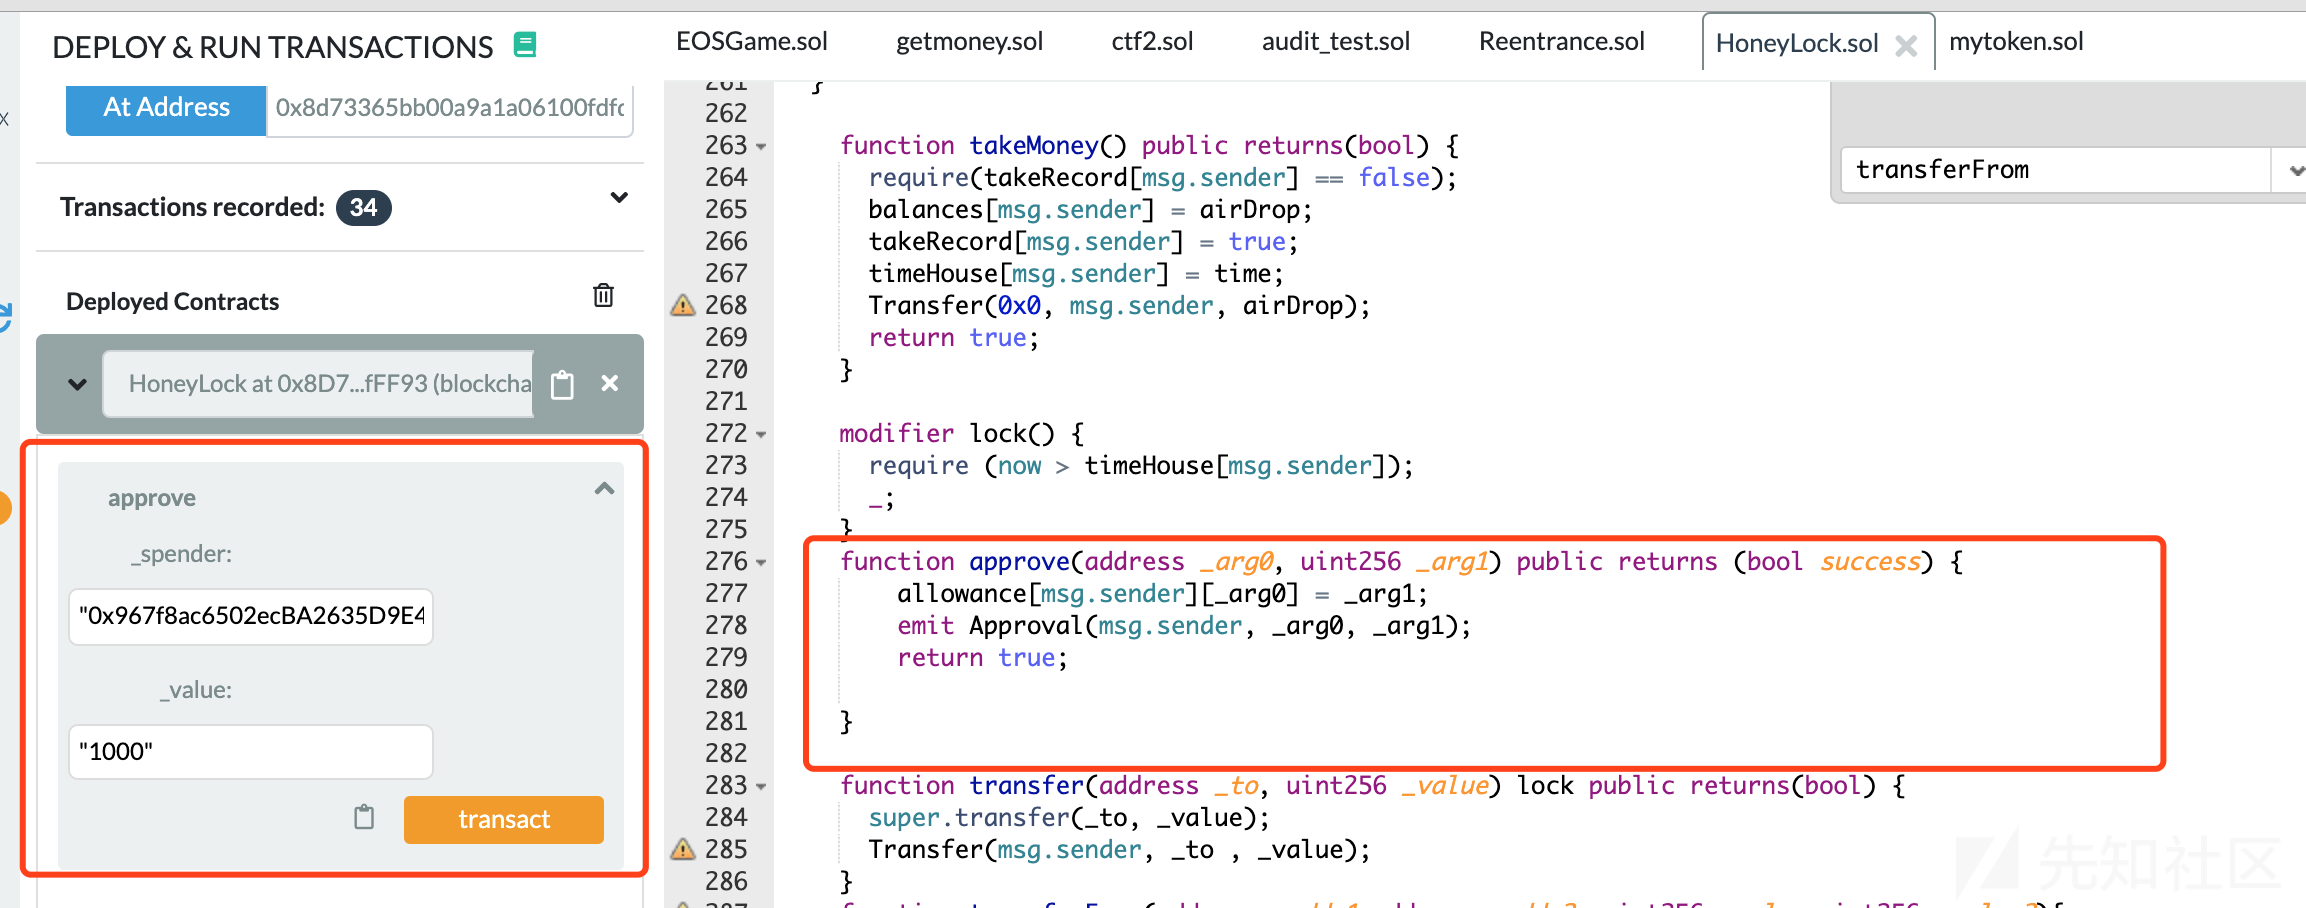 DEPLOY & RUN TRANSACTIONS
At Address 0x8d73365bb00a9a1a06100fdfc
Transactions recorded: 34
Deployed Contracts
HoneyLock at 0x8D7...fFF93 (blockcha
approve
_spender:
"0x967f8ac6502ecBA2635D9E4
_value:
"1000"
transact
EOSGame.sol getmoney.sol ctf2.sol audit_test.sol Reentrance.sol HoneyLock.sol mytoken.sol
transferFrom
261 }
262
263 function takeMoney() public returns(bool) {
264 require(takeRecord[msg.sender] == false);
265 balances[msg.sender] = airDrop;
266 takeRecord[msg.sender] = true;
267 timeHouse[msg.sender] = time;
268 Transfer(0x0, msg.sender, airDrop);
269 return true;
270 }
271
272 modifier lock() {
273 require (now > timeHouse[msg.sender]);
274 _;
275 }
276 function approve(address _arg0, uint256 _arg1) public returns (bool success) {
277 allowance[msg.sender][_arg0] = _arg1;
278 emit Approval(msg.sender, _arg0, _arg1);
279 return true;
280
281 }
282
283 function transfer(address _to, uint256 _value) lock public returns(bool) {
284 super.transfer(_to, _value);
285 Transfer(msg.sender, _to , _value);
286 }
先知社区